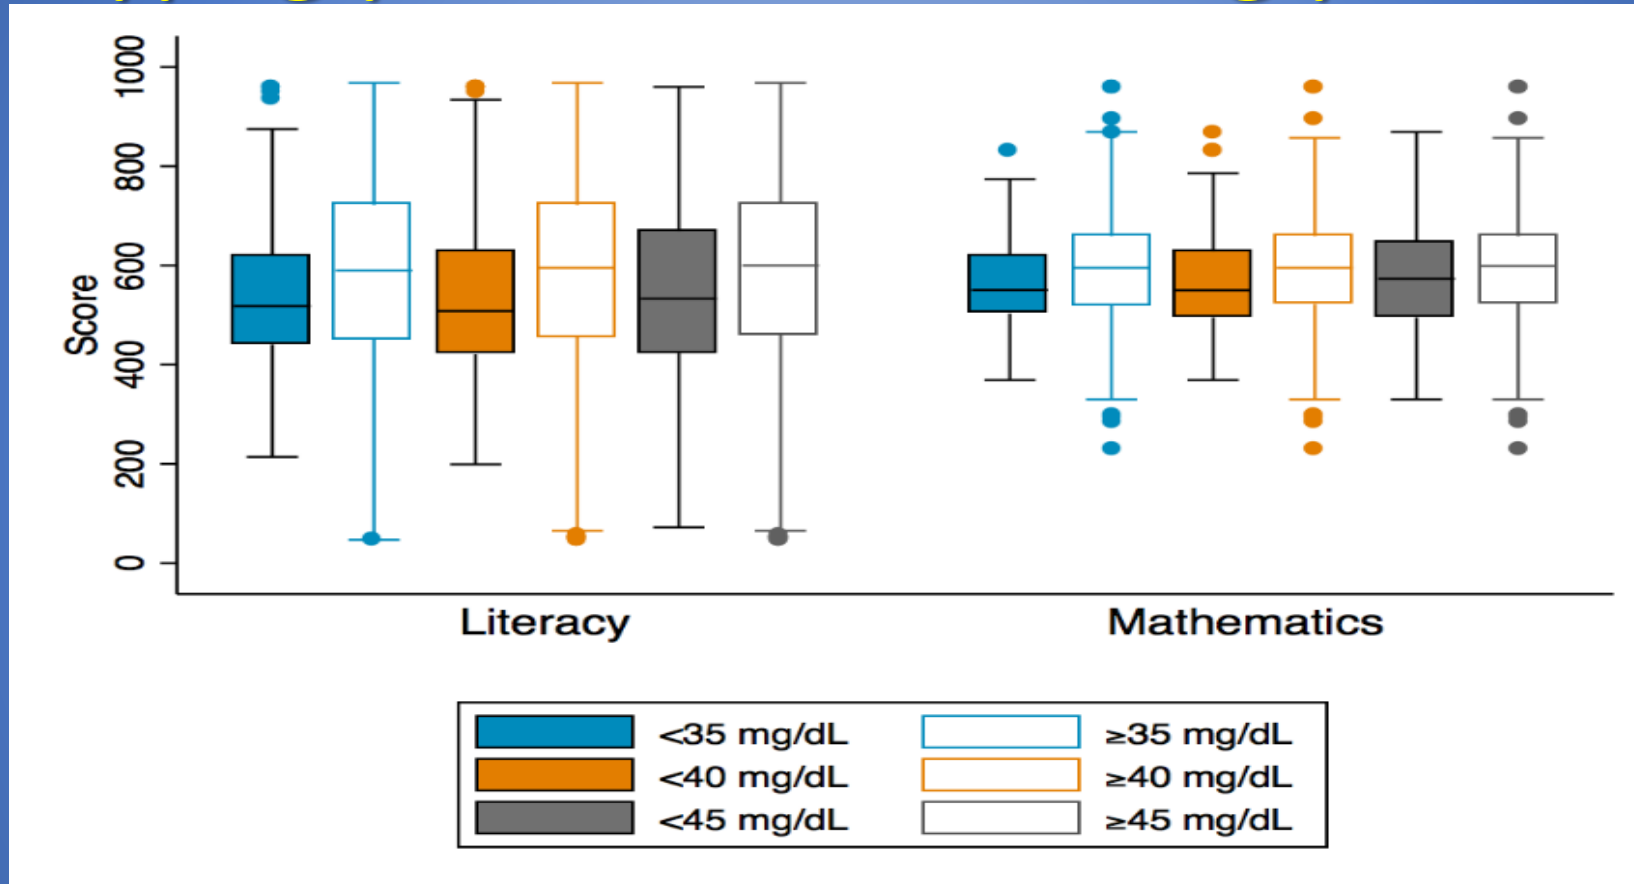 1000
800
600
400
200
0
Score
Literacy Mathematics
<35 mg/dL ≥35 mg/dL
<40 mg/dL ≥40 mg/dL
<45 mg/dL ≥45 mg/dL